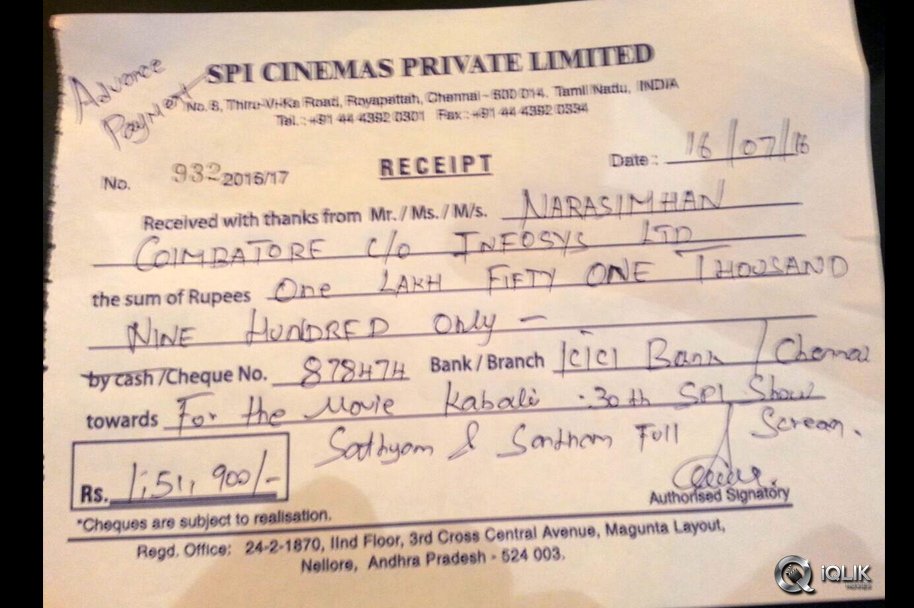 Advance
Payment
SPI CINEMAS PRIVATE LIMITED
No. 8, Thiru-Vi-Ka Road, Royapettah, Chennai - 600 014. Tamil Nadu, INDIA
Tel. : +91 44 4392 0301 Fax : +91 44 4392 0334
No. 932 2016/17
RECEIPT
Date : 16/07/16
Received with thanks from Mr. / Ms. / M/s. NARASIMHAN
COIMBATORE C/o INFOSYS LTD
the sum of Rupees One LAKH FIFTY ONE THOUSAND
NINE HUNDRED Only -
by cash /Cheque No. 878474 Bank / Branch ICICI Bank / Chennai
towards For the Movie Kabali . 30th SPI Show
Sathyam & Santham Full Screen.
Rs. 1,51,900/-
Authorised Signatory
*Cheques are subject to realisation.
Regd. Office: 24-2-1870, IInd Floor, 3rd Cross Central Avenue, Magunta Layout,
Nellore, Andhra Pradesh - 524 003.
iQLIK
movies